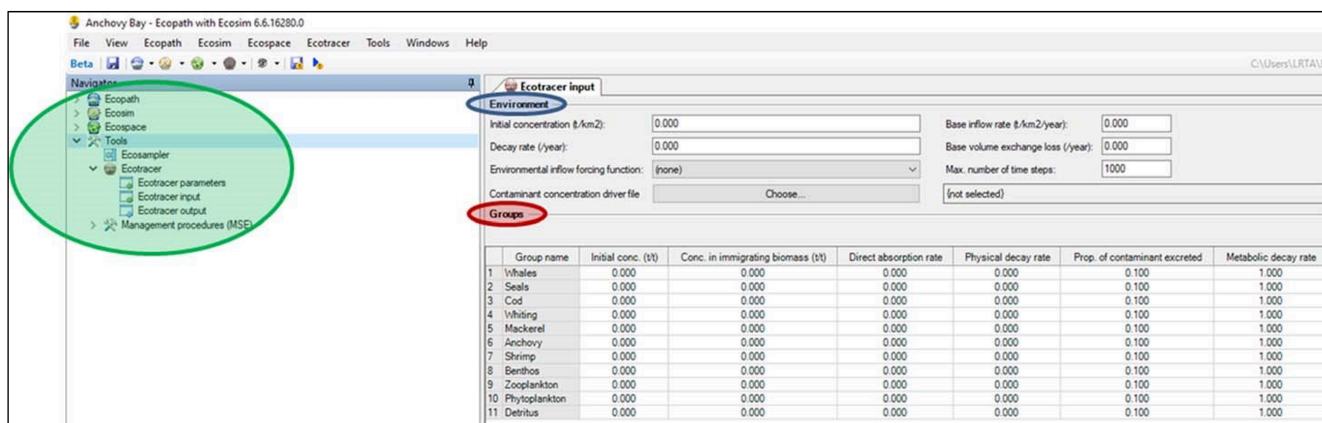 Anchovy Bay - Ecopath with Ecosim 6.6.16280.0
File View Ecopath Ecosim Ecospace Ecotracer Tools Windows Help
Beta
C:\Users\LRTA\
Navigator
Ecopath
Ecosim
Ecospace
Tools
Ecosampler
Ecotracer
Ecotracer parameters
Ecotracer input
Ecotracer output
Management procedures (MSE)
Ecotracer input
Environment
Initial concentration (t/km2): 0.000 Base inflow rate (t/km2/year): 0.000
Decay rate (/year): 0.000 Base volume exchange loss (/year): 0.000
Environmental inflow forcing function: (none) Max. number of time steps: 1000
Contaminant concentration driver file Choose... {not selected}
Groups
Group name Initial conc. (t/t) Conc. in immigrating biomass (t/t) Direct absorption rate Physical decay rate Prop. of contaminant excreted Metabolic decay rate
1 Whales 0.000 0.000 0.000 0.000 0.100 1.000
2 Seals 0.000 0.000 0.000 0.000 0.100 1.000
3 Cod 0.000 0.000 0.000 0.000 0.100 1.000
4 Whiting 0.000 0.000 0.000 0.000 0.100 1.000
5 Mackerel 0.000 0.000 0.000 0.000 0.100 1.000
6 Anchovy 0.000 0.000 0.000 0.000 0.100 1.000
7 Shrimp 0.000 0.000 0.000 0.000 0.100 1.000
8 Benthos 0.000 0.000 0.000 0.000 0.100 1.000
9 Zooplankton 0.000 0.000 0.000 0.000 0.100 1.000
10 Phytoplankton 0.000 0.000 0.000 0.000 0.100 1.000
11 Detritus 0.000 0.000 0.000 0.000 0.100 1.000